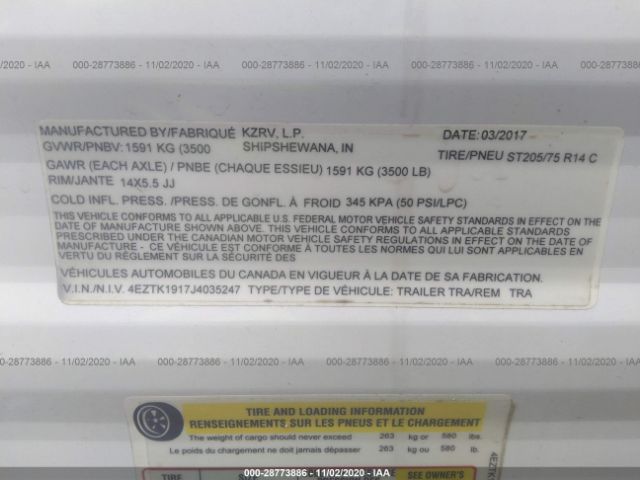 11/02/2020 - IAA 000-28773886 - 11/02/2020 - IAA 000-28773886 - 11/02/2020 - IAA
MANUFACTURED BY/FABRIQUÉ KZRV, L.P. DATE: 03/2017
GVWR/PNBV: 1591 KG (3500 SHIPSHEWANA, IN TIRE/PNEU ST205/75 R14 C
GAWR (EACH AXLE) / PNBE (CHAQUE ESSIEU) 1591 KG (3500 LB)
RIM/JANTE 14X5.5 JJ
COLD INFL. PRESS. /PRESS. DE GONFL. À FROID 345 KPA (50 PSI/LPC)
THIS VEHICLE CONFORMS TO ALL APPLICABLE U.S. FEDERAL MOTOR VEHICLE SAFETY STANDARDS IN EFFECT ON THE
DATE OF MANUFACTURE SHOWN ABOVE. THIS VEHICLE CONFORMS TO ALL APPLICABLE STANDARDS
PRESCRIBED UNDER THE CANADIAN MOTOR VEHICLE SAFETY REGULATIONS IN EFFECT ON THE DATE OF
MANUFACTURE - CE VÉHICULE EST CONFORME À TOUTES LES NORMES QUI LUI SONT APPLICABLES EN
VERTU DU RÈGLEMENT SUR LA SÉCURITÉ DES
VÉHICULES AUTOMOBILES DU CANADA EN VIGUEUR À LA DATE DE SA FABRICATION.
V.I.N./N.I.V. 4EZTK1917J4035247 TYPE/TYPE DE VÉHICULE: TRAILER TRA/REM TRA
11/02/2020 - IAA 000-28773886 - 11/02/2020 - IAA 000-28773886 - 11/02/2020 - IAA
TIRE AND LOADING INFORMATION
RENSEIGNEMENTS SUR LES PNEUS ET LE CHARGEMENT
The weight of cargo should never exceed 263 kg or 580 lbs.
Le poids du chargement ne doit jamais dépasser 263 kg ou 580 lb.
4EZTK
000-28773886 - 11/02/2020 - IAA
TIRE SEE OWNER'S